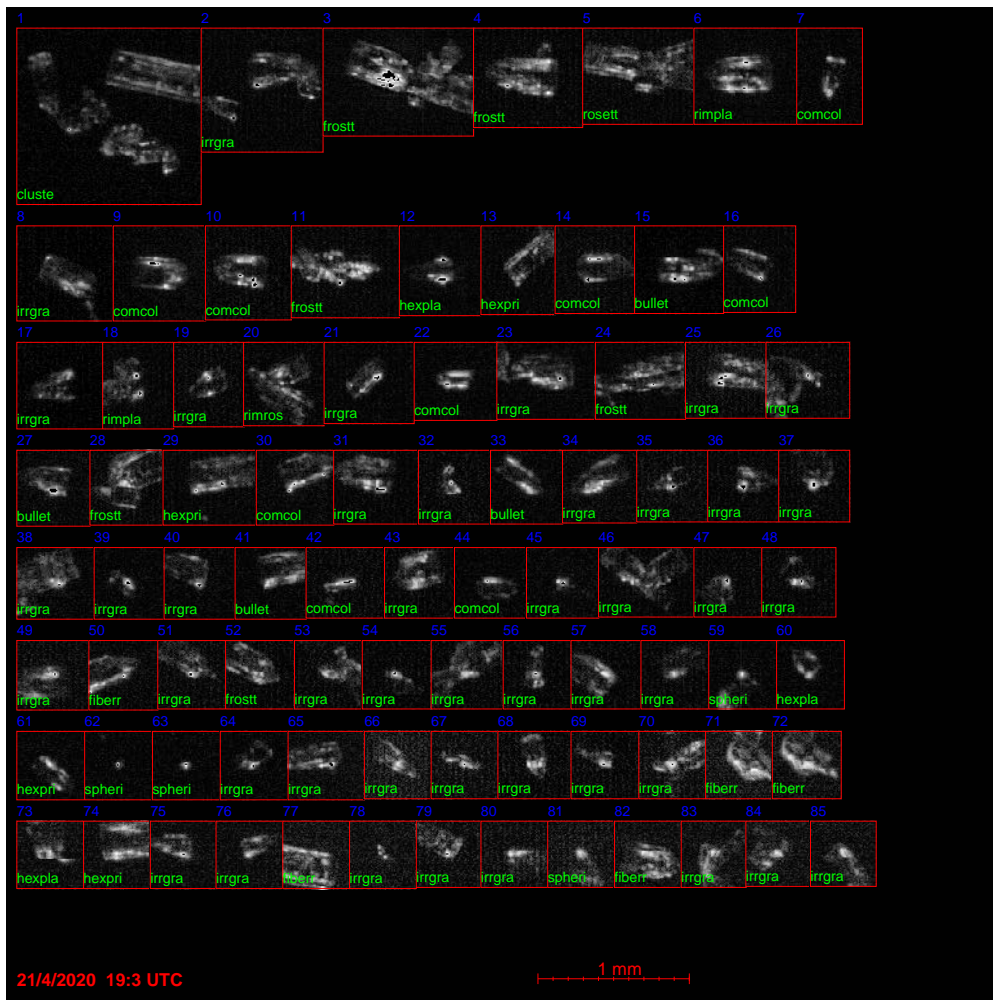 1 2 3 4 5 6 7
cluste irrgra frostt frostt rosett rimpla comcol
8 9 10 11 12 13 14 15 16
irrgra comcol comcol frostt hexpla hexpri comcol bullet comcol
17 18 19 20 21 22 23 24 25 26
irrgra rimpla irrgra rimros irrgra comcol irrgra frostt irrgra irrgra
27 28 29 30 31 32 33 34 35 36 37
bullet frostt hexpri comcol irrgra irrgra bullet irrgra irrgra irrgra irrgra
38 39 40 41 42 43 44 45 46 47 48
irrgra irrgra irrgra bullet comcol irrgra comcol irrgra irrgra irrgra irrgra
49 50 51 52 53 54 55 56 57 58 59 60
irrgra fiberr irrgra frostt irrgra irrgra irrgra irrgra irrgra irrgra spheri hexpla
61 62 63 64 65 66 67 68 69 70 71 72
hexpri spheri spheri irrgra irrgra irrgra irrgra irrgra irrgra irrgra fiberr fiberr
73 74 75 76 77 78 79 80 81 82 83 84 85
hexpla hexpri irrgra irrgra fiberr irrgra irrgra irrgra spheri fiberr irrgra irrgra irrgra
21/4/2020 19:3 UTC
1 mm